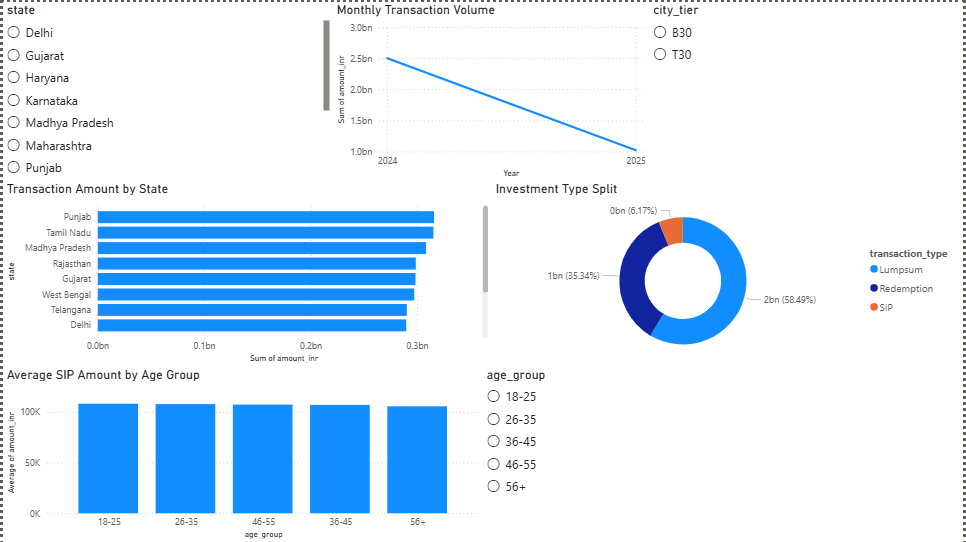 state
Delhi
Gujarat
Haryana
Karnataka
Madhya Pradesh
Maharashtra
Punjab
Monthly Transaction Volume
3.0bn
2.5bn
2.0bn
1.5bn
1.0bn
Sum of amount_inr
2024
2025
Year
city_tier
B30
T30
Transaction Amount by State
state
Punjab
Tamil Nadu
Madhya Pradesh
Rajasthan
Gujarat
West Bengal
Telangana
Delhi
0.0bn
0.1bn
0.2bn
0.3bn
Sum of amount_inr
Investment Type Split
0bn (6.17%)
1bn (35.34%)
2bn (58.49%)
transaction_type
Lumpsum
Redemption
SIP
Average SIP Amount by Age Group
Average of amount_inr
100K
50K
0K
18-25
26-35
46-55
36-45
56+
age_group
age_group
18-25
26-35
36-45
46-55
56+